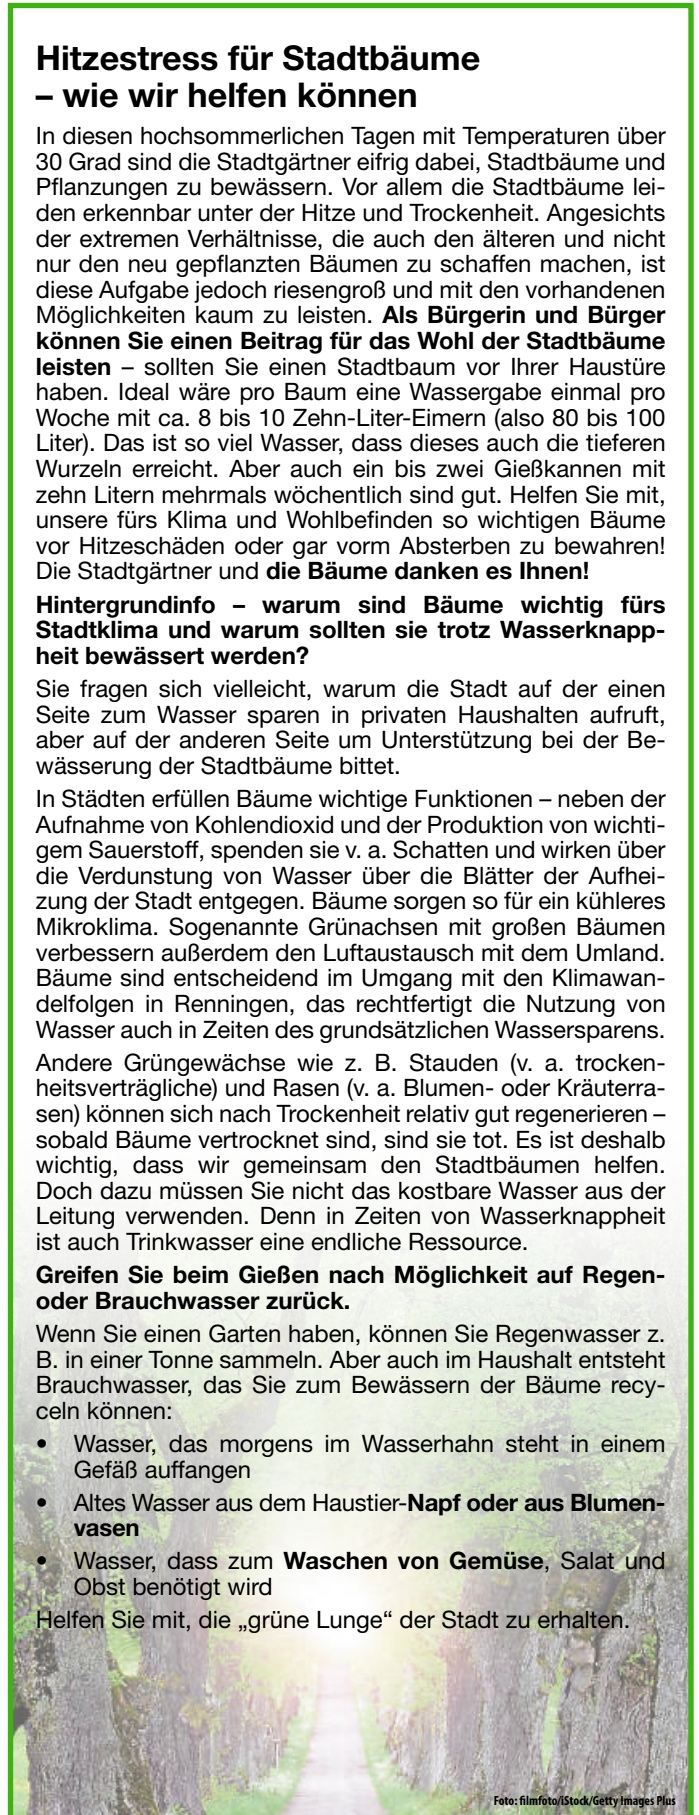 Hitzestress für Stadtbäume
– wie wir helfen können
In diesen hochsommerlichen Tagen mit Temperaturen über
30 Grad sind die Stadtgärtner eifrig dabei, Stadtbäume und
Pflanzungen zu bewässern. Vor allem die Stadtbäume lei-
den erkennbar unter der Hitze und Trockenheit. Angesichts
der extremen Verhältnisse, die auch den älteren und nicht
nur den neu gepflanzten Bäumen zu schaffen machen, ist
diese Aufgabe jedoch riesengroß und mit den vorhandenen
Möglichkeiten kaum zu leisten. Als Bürgerin und Bürger
können Sie einen Beitrag für das Wohl der Stadtbäume
leisten – sollten Sie einen Stadtbaum vor Ihrer Haustüre
haben. Ideal wäre pro Baum eine Wassergabe einmal pro
Woche mit ca. 8 bis 10 Zehn-Liter-Eimern (also 80 bis 100
Liter). Das ist so viel Wasser, dass dieses auch die tieferen
Wurzeln erreicht. Aber auch ein bis zwei Gießkannen mit
zehn Litern mehrmals wöchentlich sind gut. Helfen Sie mit,
unsere fürs Klima und Wohlbefinden so wichtigen Bäume
vor Hitzeschäden oder gar vorm Absterben zu bewahren!
Die Stadtgärtner und die Bäume danken es Ihnen!
Hintergrundinfo – warum sind Bäume wichtig fürs
Stadtklima und warum sollten sie trotz Wasserknapp-
heit bewässert werden?
Sie fragen sich vielleicht, warum die Stadt auf der einen
Seite zum Wasser sparen in privaten Haushalten aufruft,
aber auf der anderen Seite um Unterstützung bei der Be-
wässerung der Stadtbäume bittet.
In Städten erfüllen Bäume wichtige Funktionen – neben der
Aufnahme von Kohlendioxid und der Produktion von wichti-
gem Sauerstoff, spenden sie v. a. Schatten und wirken über
die Verdunstung von Wasser über die Blätter der Aufhei-
zung der Stadt entgegen. Bäume sorgen so für ein kühleres
Mikroklima. Sogenannte Grünachsen mit großen Bäumen
verbessern außerdem den Luftaustausch mit dem Umland.
Bäume sind entscheidend im Umgang mit den Klimawan-
delfolgen in Renningen, das rechtfertigt die Nutzung von
Wasser auch in Zeiten des grundsätzlichen Wassersparens.
Andere Grüngewächse wie z. B. Stauden (v. a. trocken-
heitsverträgliche) und Rasen (v. a. Blumen- oder Kräuterra-
sen) können sich nach Trockenheit relativ gut regenerieren –
sobald Bäume vertrocknet sind, sind sie tot. Es ist deshalb
wichtig, dass wir gemeinsam den Stadtbäumen helfen.
Doch dazu müssen Sie nicht das kostbare Wasser aus der
Leitung verwenden. Denn in Zeiten von Wasserknappheit
ist auch Trinkwasser eine endliche Ressource.
Greifen Sie beim Gießen nach Möglichkeit auf Regen-
oder Brauchwasser zurück.
Wenn Sie einen Garten haben, können Sie Regenwasser z.
B. in einer Tonne sammeln. Aber auch im Haushalt entsteht
Brauchwasser, das Sie zum Bewässern der Bäume recy-
celn können:
• Wasser, das morgens im Wasserhahn steht in einem
Gefäß auffangen
• Altes Wasser aus dem Haustier-Napf oder aus Blumen-
vasen
• Wasser, dass zum Waschen von Gemüse, Salat und
Obst benötigt wird
Helfen Sie mit, die „grüne Lunge“ der Stadt zu erhalten.
Foto: filmfoto/iStock/Getty Images Plus